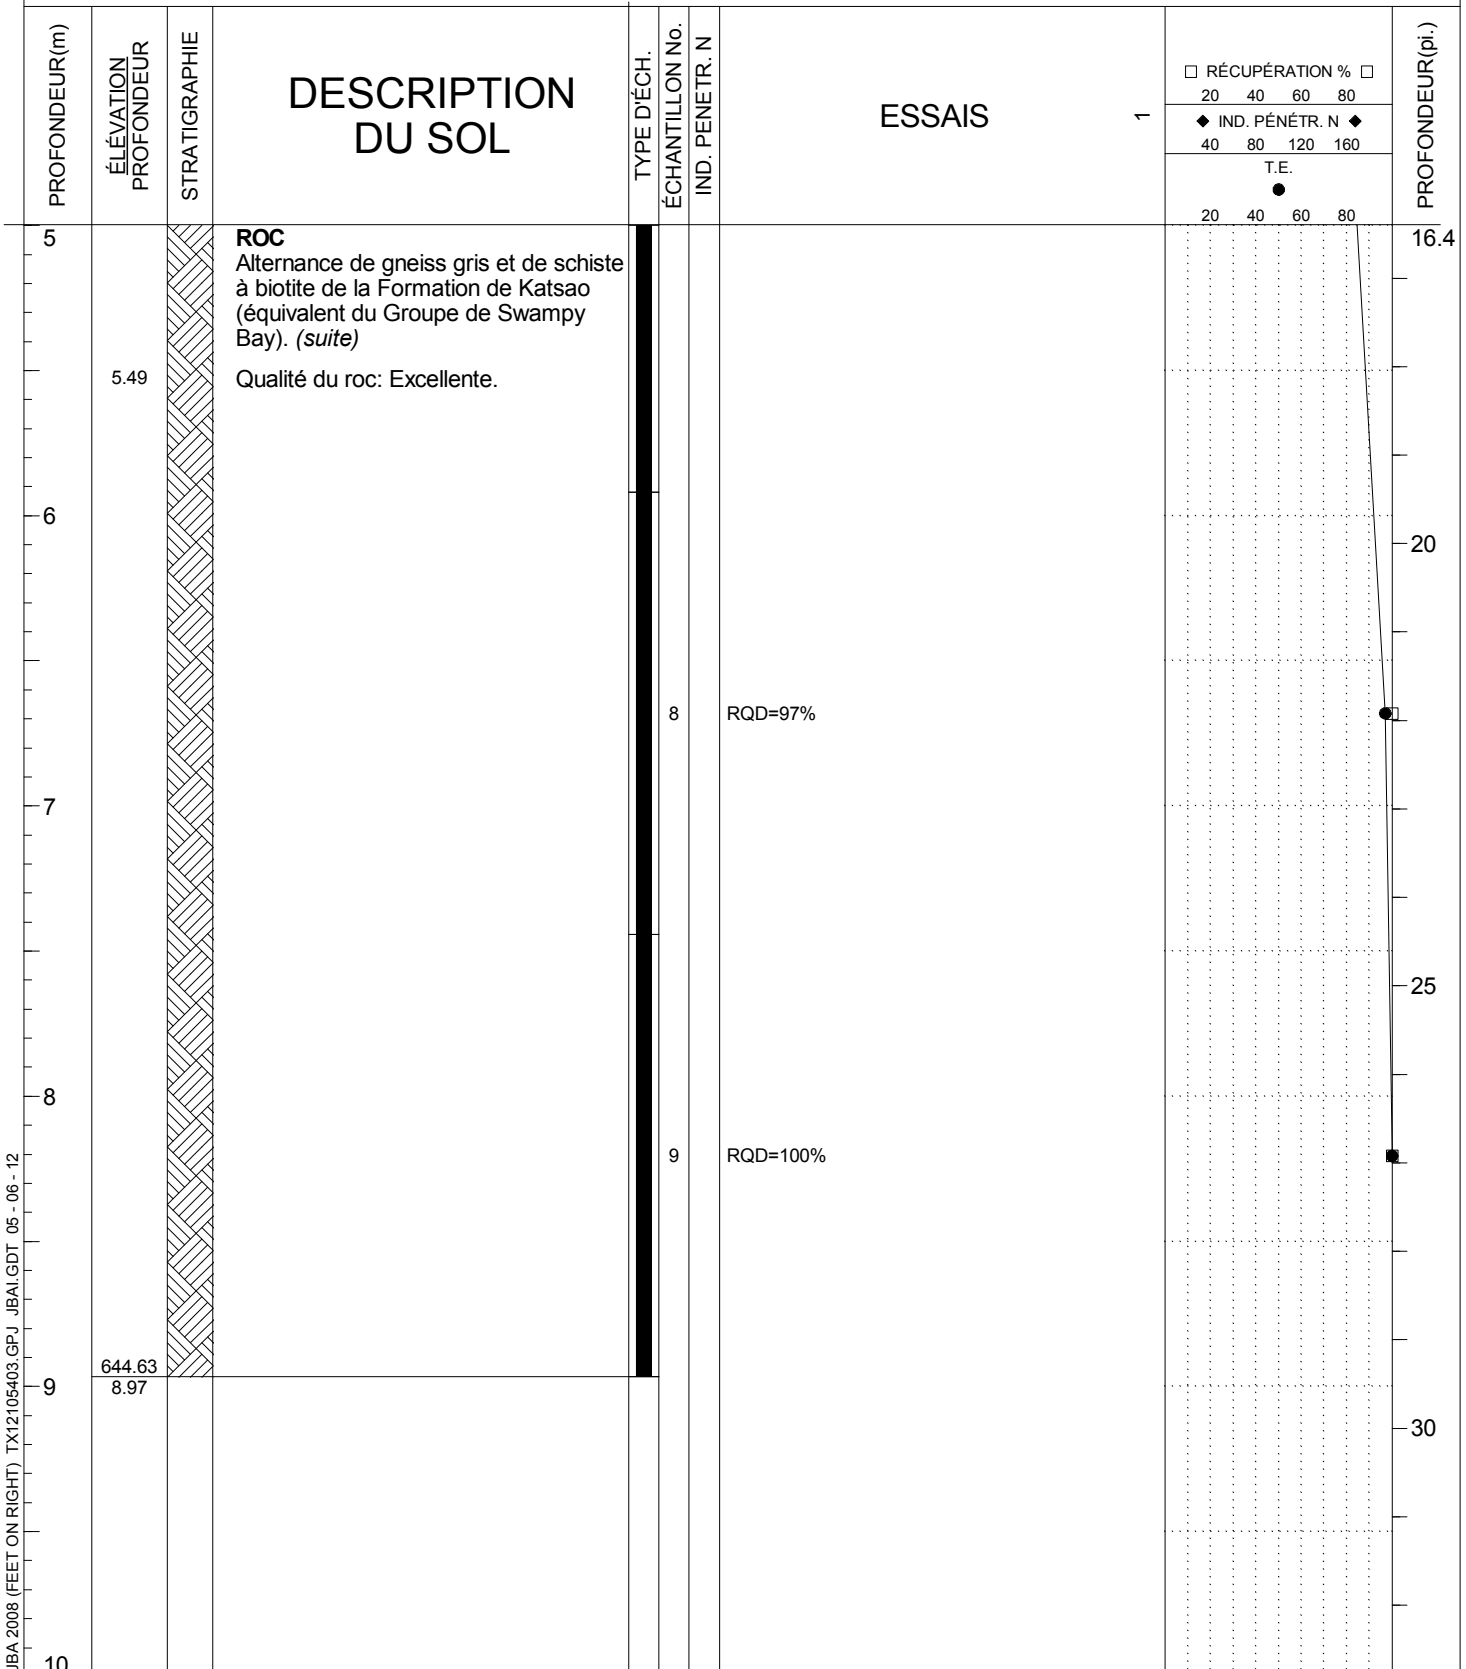 PROFONDEUR(m)
ÉLÉVATION
PROFONDEUR
STRATIGRAPHIE
DESCRIPTION
DU SOL
TYPE D'ÉCH.
ÉCHANTILLON No.
IND. PENETR. N
ESSAIS
1
□ RÉCUPÉRATION % □
20 40 60 80
◆ IND. PÉNÉTR. N ◆
40 80 120 160
T.E.
●
20 40 60 80
PROFONDEUR(pi.)
5
ROC
16.4
Alternance de gneiss gris et de schiste
à biotite de la Formation de Katsao
(équivalent du Groupe de Swampy
Bay). (suite)
5.49
Qualité du roc: Excellente.
6
20
8
RQD=97%
7
25
8
9
RQD=100%
644.63
8.97
9
30
10
JBA 2008 (FEET ON RIGHT) TX12105403.GPJ JBAI.GDT 05 - 06 - 12